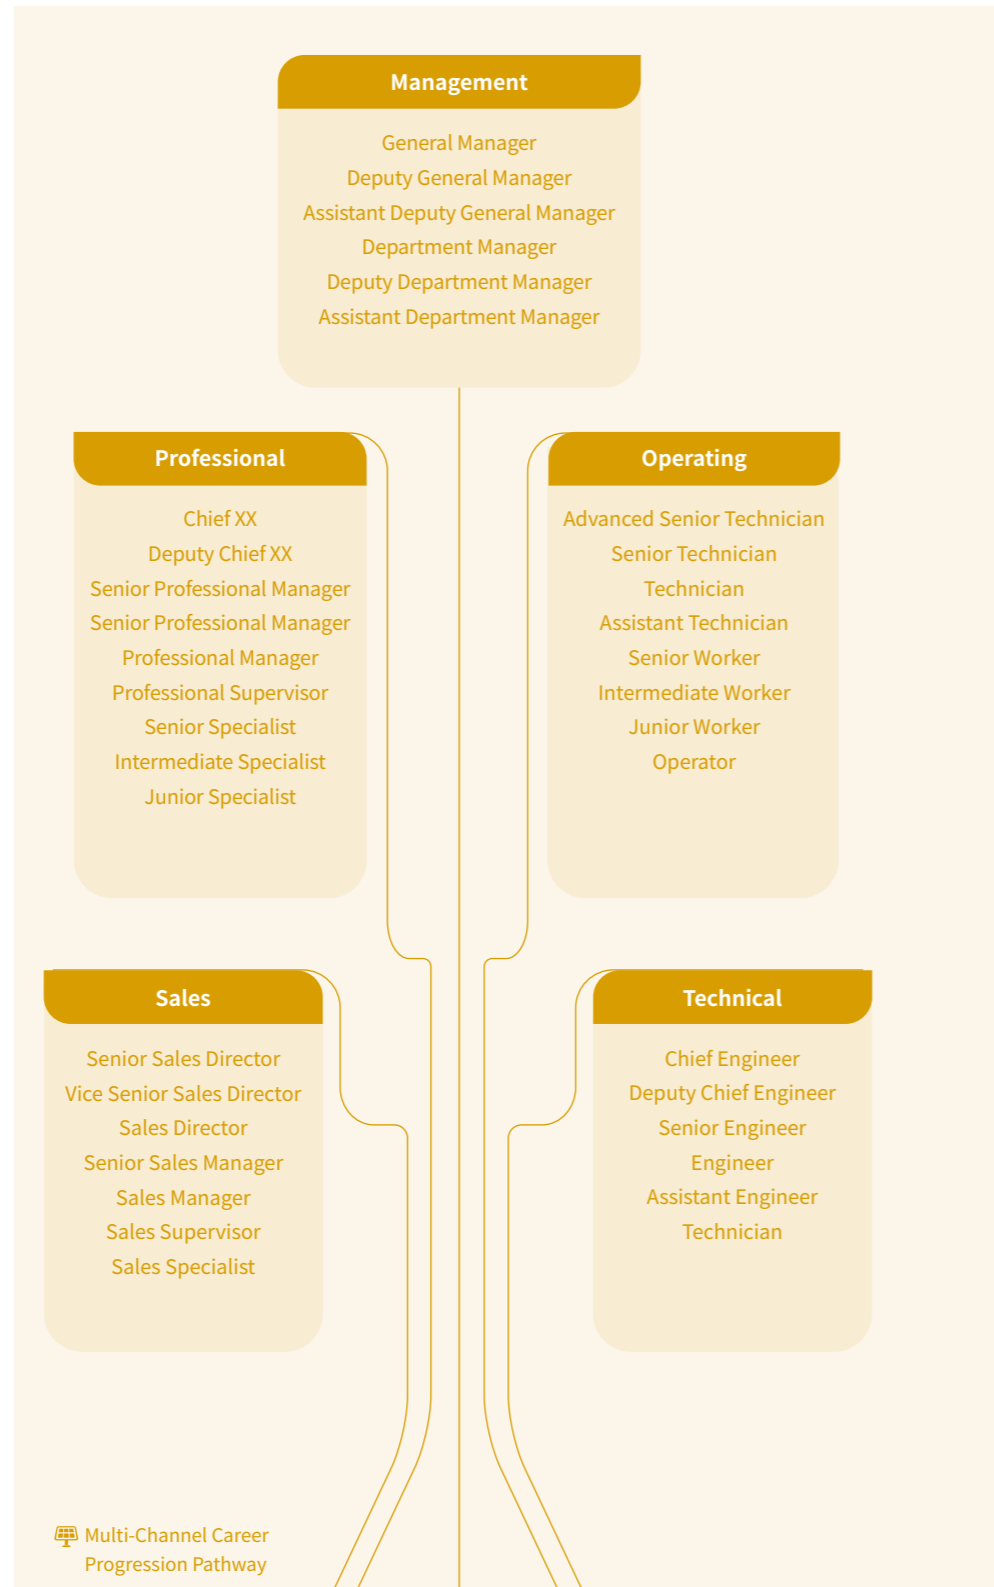 Management
General Manager
Deputy General Manager
Assistant Deputy General Manager
Department Manager
Deputy Department Manager
Assistant Department Manager
Professional
Chief XX
Deputy Chief XX
Senior Professional Manager
Senior Professional Manager
Professional Manager
Professional Supervisor
Senior Specialist
Intermediate Specialist
Junior Specialist
Operating
Advanced Senior Technician
Senior Technician
Technician
Assistant Technician
Senior Worker
Intermediate Worker
Junior Worker
Operator
Sales
Senior Sales Director
Vice Senior Sales Director
Sales Director
Senior Sales Manager
Sales Manager
Sales Supervisor
Sales Specialist
Technical
Chief Engineer
Deputy Chief Engineer
Senior Engineer
Engineer
Assistant Engineer
Technician
Multi-Channel Career
Progression Pathway